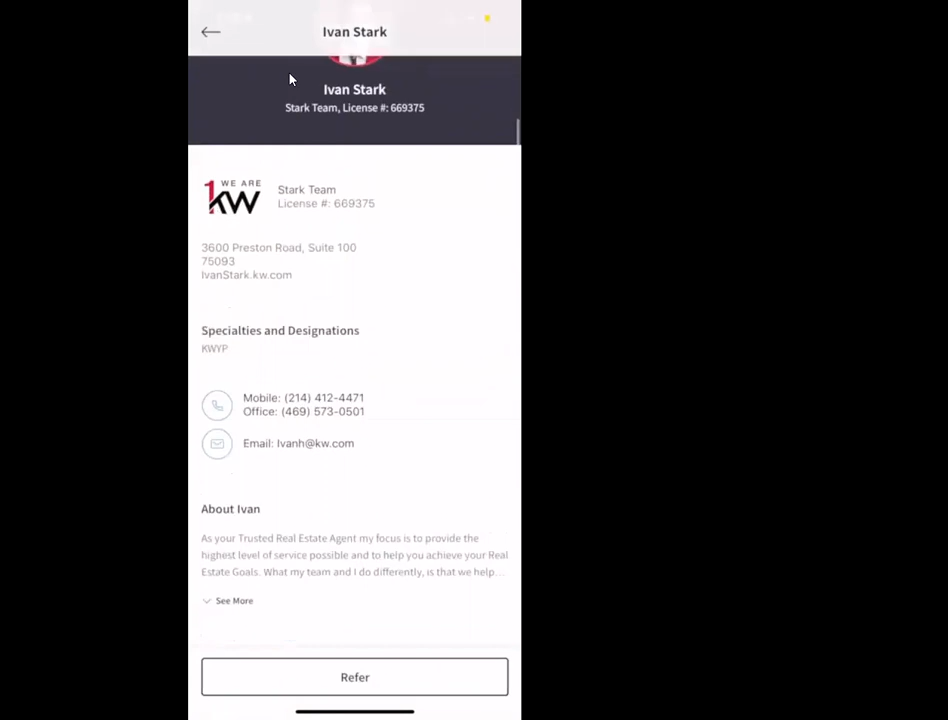 Ivan Stark
Ivan Stark
Stark Team, License #: 669375
WE ARE
kw
Stark Team
License #: 669375
3600 Preston Road, Suite 100
75093
IvanStark.kw.com
Specialties and Designations
KWYP
Mobile: (214) 412-4471
Office: (469) 573-0501
Email: Ivanh@kw.com
About Ivan
As your Trusted Real Estate Agent my focus is to provide the
highest level of service possible and to help you achieve your Real
Estate Goals. What my team and I do differently, is that we help...
See More
Refer